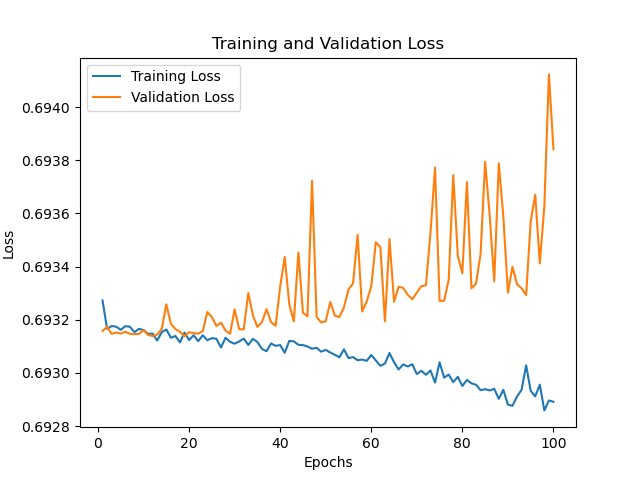 Training and Validation Loss
Training Loss
Validation Loss
0.6940
0.6938
0.6936
0.6934
0.6932
0.6930
0.6928
Loss
0 20 40 60 80 100
Epochs